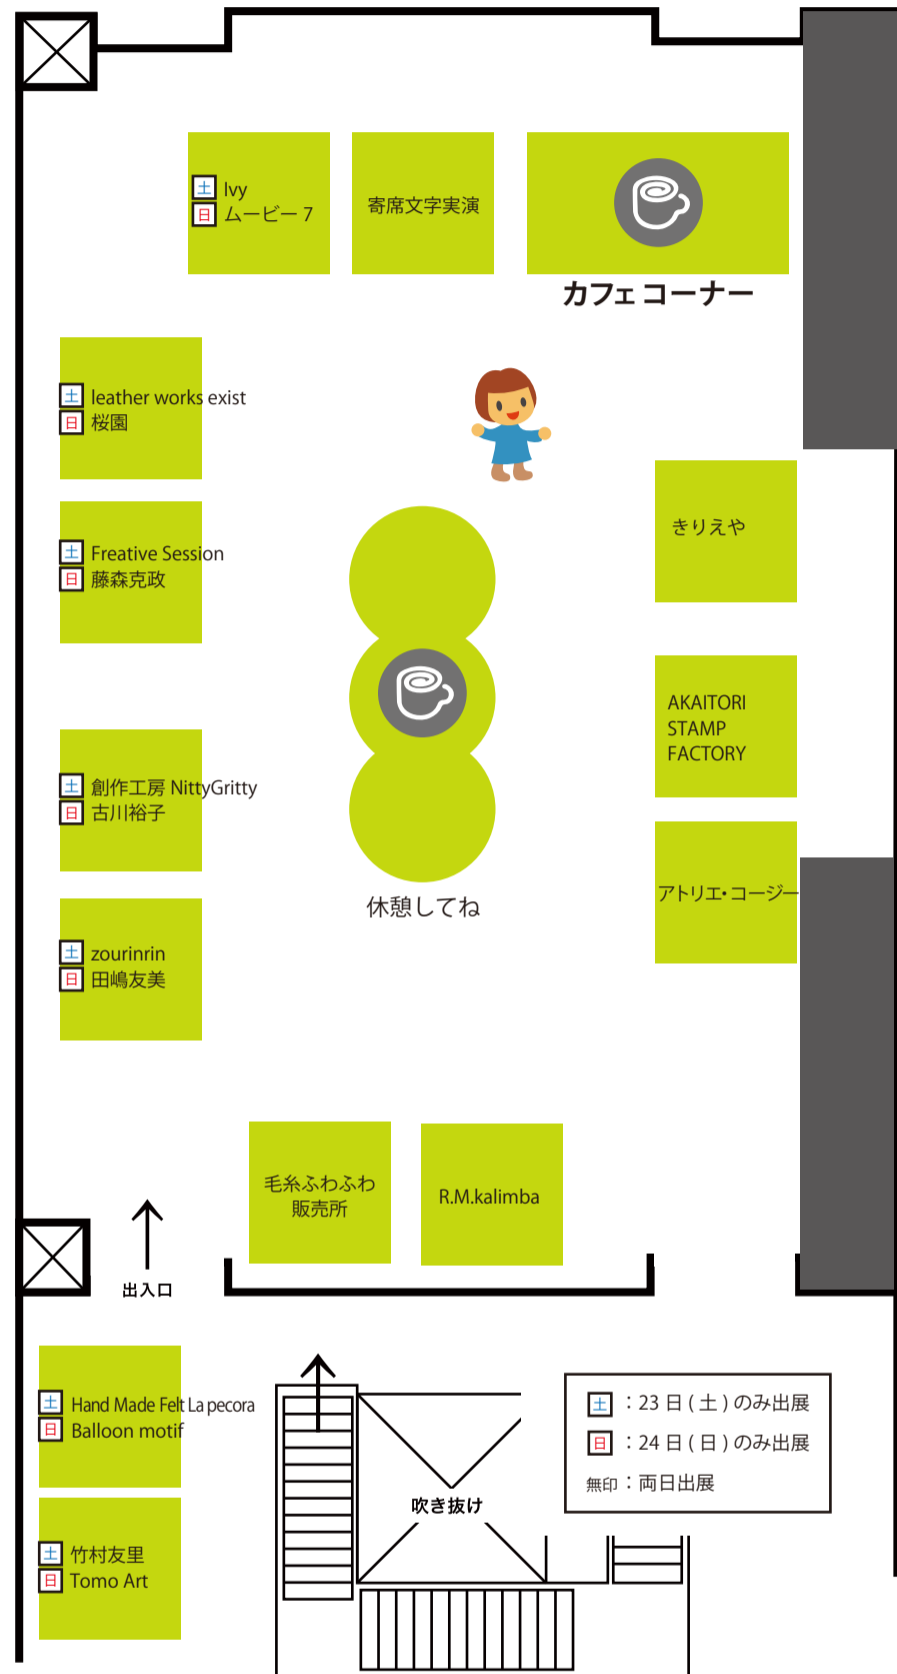 土 Ivy
日 ムービー 7
寄席文字実演
カフェコーナー
土 leather works exist
日 桜園
土 Freative Session
日 藤森克政
きりえや
AKAITORI
STAMP
FACTORY
土 創作工房 NittyGritty
日 古川裕子
アトリエ・コージー
休憩してね
土 zourinrin
日 田嶋友美
毛糸ふわふわ
販売所
R.M.kalimba
出入口
土 Hand Made Felt La pecora
日 Balloon motif
土 竹村友里
日 Tomo Art
吹き抜け
土 : 23 日 ( 土 ) のみ出展
日 : 24 日 ( 日 ) のみ出展
無印 : 両日出展